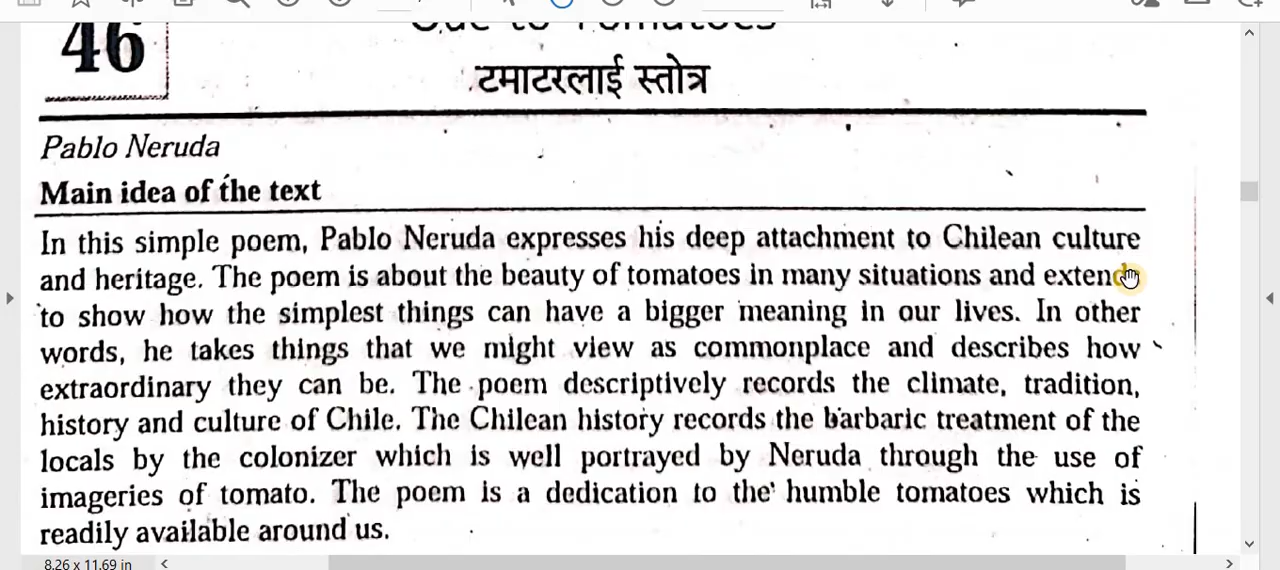 46
Ode to Tomatoes
टमाटरलाई स्तोत्र
Pablo Neruda
Main idea of the text
In this simple poem, Pablo Neruda expresses his deep attachment to Chilean culture
and heritage. The poem is about the beauty of tomatoes in many situations and extend
to show how the simplest things can have a bigger meaning in our lives. In other
words, he takes things that we might view as commonplace and describes how
extraordinary they can be. The poem descriptively records the climate, tradition,
history and culture of Chile. The Chilean history records the barbaric treatment of the
locals by the colonizer which is well portrayed by Neruda through the use of
imageries of tomato. The poem is a dedication to the humble tomatoes which is
readily available around us.
8.26 x 11.69 in